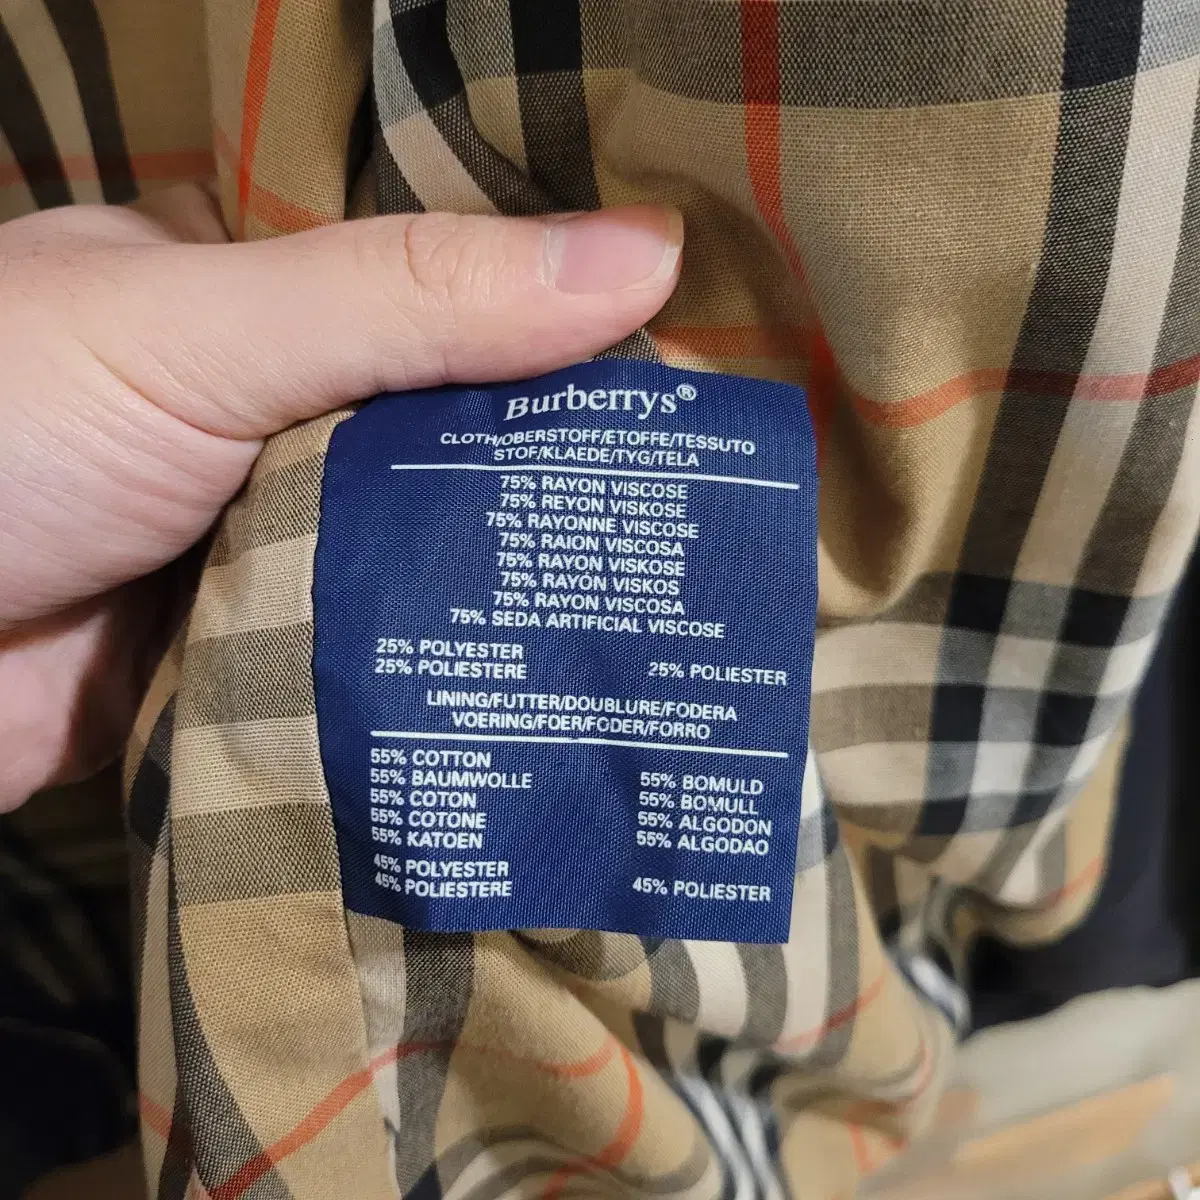 Burberrys®
CLOTH/OBERSTOFF/ETOFFE/TESSUTO
STOF/KLAEDE/TYG/TELA
75% RAYON VISCOSE
75% REYON VISKOSE
75% RAYONNE VISCOSE
75% RAION VISCOSA
75% RAYON VISKOSE
75% RAYON VISKOS
75% RAYON VISCOSA
75% SEDA ARTIFICIAL VISCOSE
25% POLYESTER
25% POLIESTERE 25% POLIESTER
LINING/FUTTER/DOUBLURE/FODERA
VOERING/FOER/FODER/FORRO
55% COTTON
55% BAUMWOLLE 55% BOMULD
55% COTON 55% BOMULL
55% COTONE 55% ALGODON
55% KATOEN 55% ALGODAO
45% POLYESTER
45% POLIESTERE 45% POLIESTER